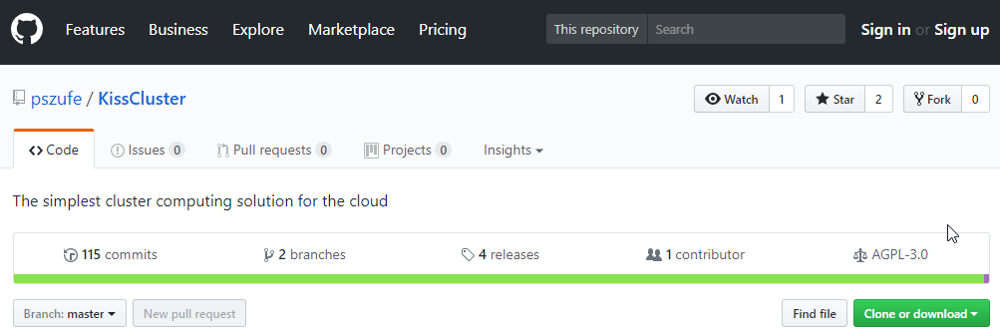 Features Business Explore Marketplace Pricing This repository Search Sign in or Sign up
pszufe / KissCluster Watch 1 Star 2 Fork 0
Code Issues 0 Pull requests 0 Projects 0 Insights
The simplest cluster computing solution for the cloud
115 commits 2 branches 4 releases 1 contributor AGPL-3.0
Branch: master New pull request Find file Clone or download